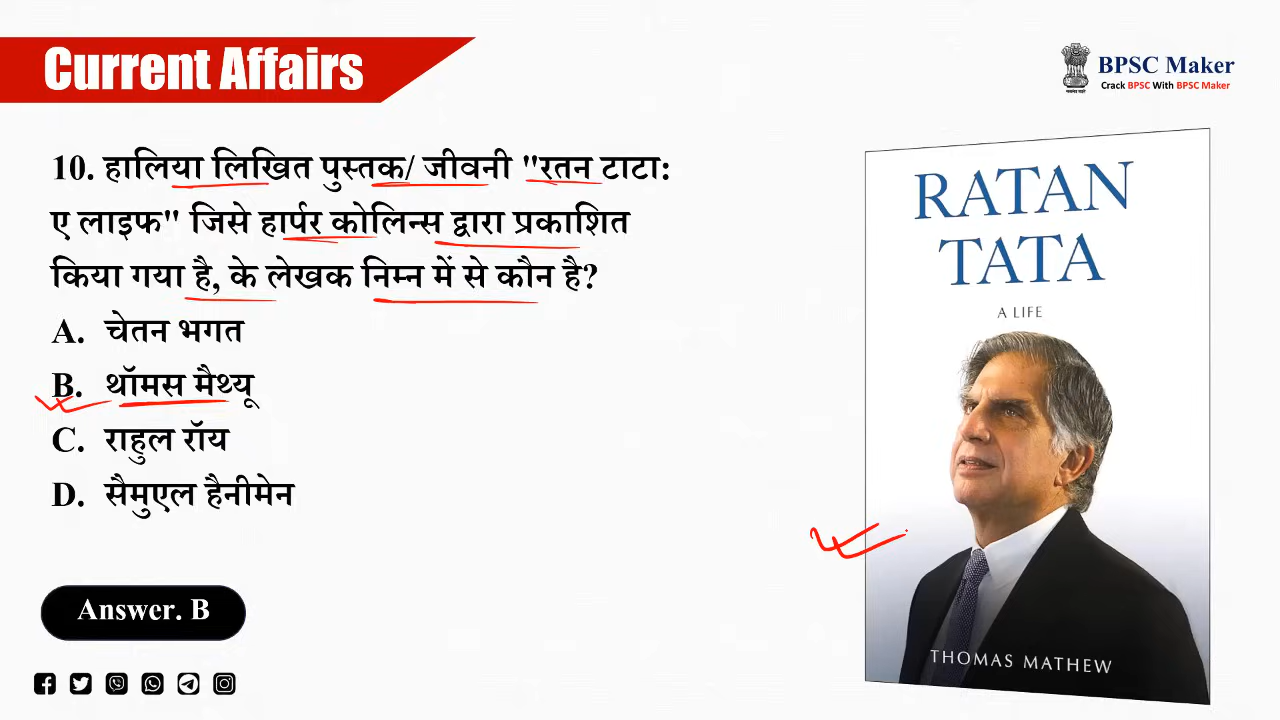 Current Affairs
BPSC Maker
Crack BPSC With BPSC Maker
10. हालिया लिखित पुस्तक/ जीवनी "रतन टाटा:
ए लाइफ" जिसे हार्पर कोलिन्स द्वारा प्रकाशित
किया गया है, के लेखक निम्न में से कौन है?
A. चेतन भगत
B. थॉमस मैथ्यू
C. राहुल रॉय
D. सैमुएल हैनीमेन
Answer. B
RATAN
TATA
A LIFE
THOMAS MATHEW